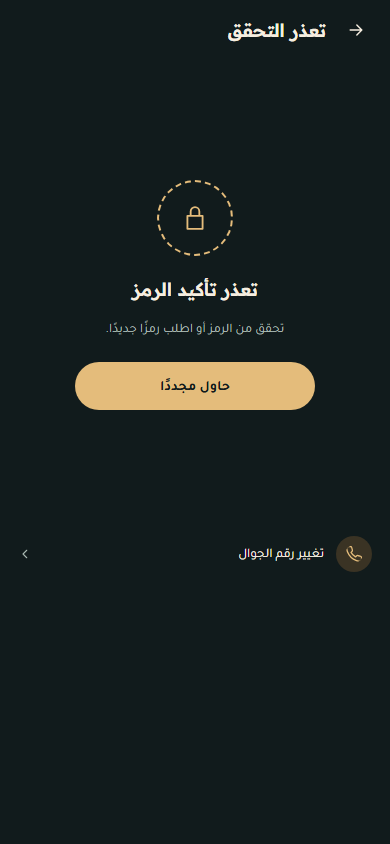 تعذر التحقق
تعذر تأكيد الرمز
تحقق من الرمز أو اطلب رمزًا جديدًا.
حاول مجددًا
تغيير رقم الجوال